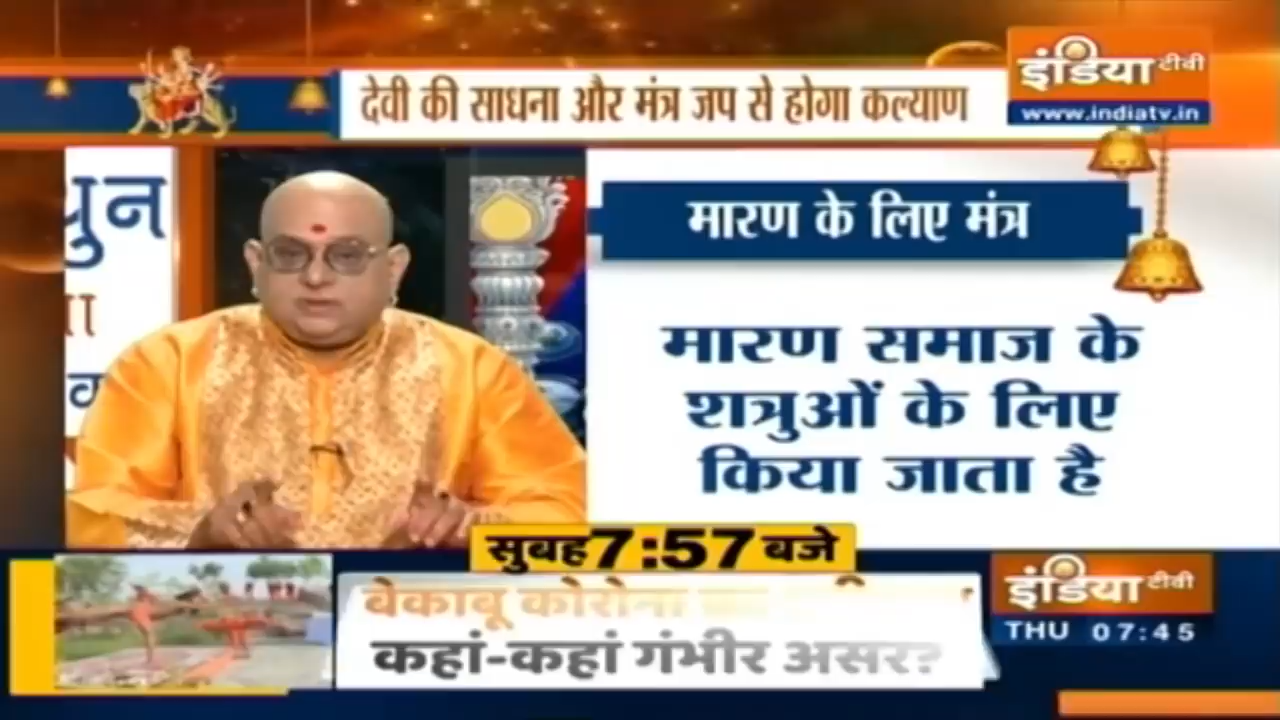 इंडिया टीवी
देवी की साधना और मंत्र जप से होगा कल्याण
www.indiatv.in
मारण के लिए मंत्र
मारण समाज के
शत्रुओं के लिए
किया जाता है
सुबह 7:57 बजे
बेकाबू कोरोना
कहां-कहां गंभीर असर?
इंडिया टीवी
THU 07:45